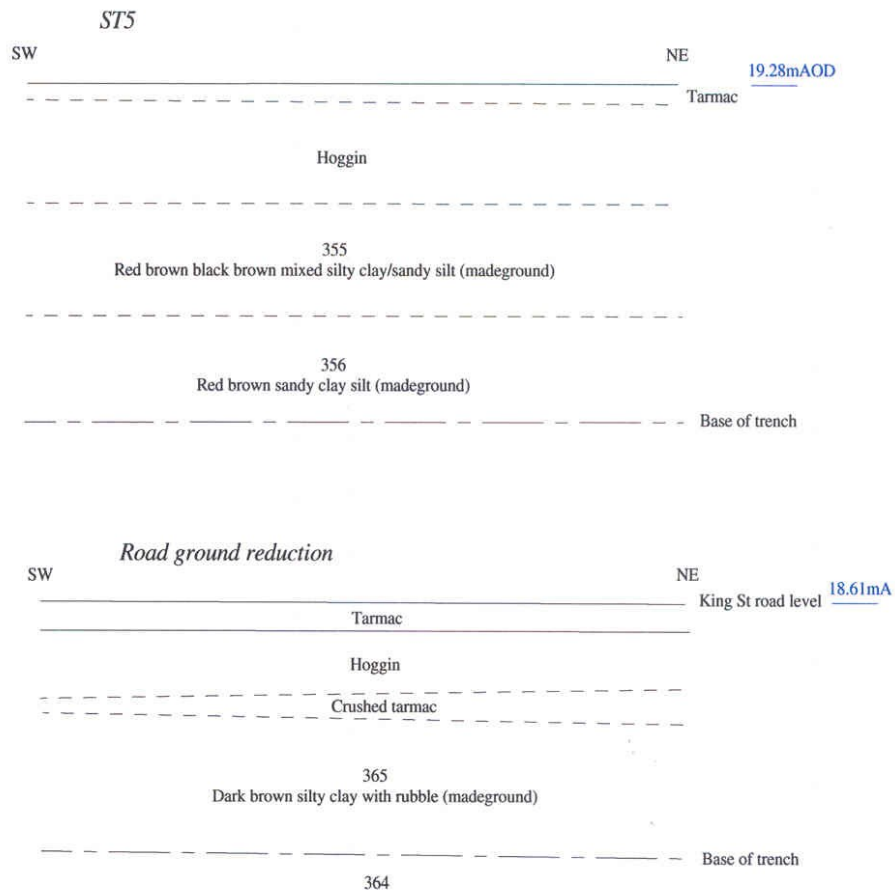 ST5
SW
NE
19.28mAOD
Tarmac
Hoggin
355
Red brown black brown mixed silty clay/sandy silt (madeground)
356
Red brown sandy clay silt (madeground)
Base of trench
Road ground reduction
SW
NE
18.61mA
King St road level
Tarmac
Hoggin
Crushed tarmac
365
Dark brown silty clay with rubble (madeground)
Base of trench
364